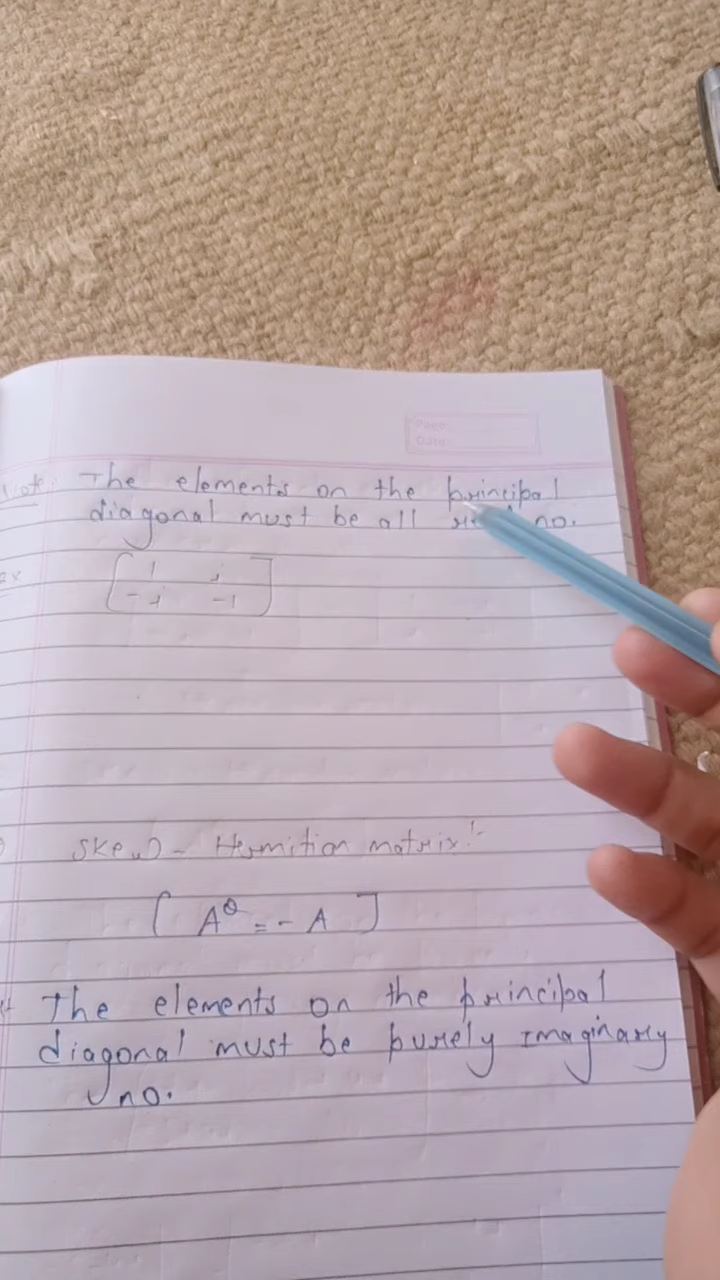 Note: The elements on the principal
diagonal must be all real no.
ex
1 i
-i -1
Skew - Hermition matrix:-
[ A^θ = - A ]
The elements on the principal
diagonal must be purely Imaginary
no.